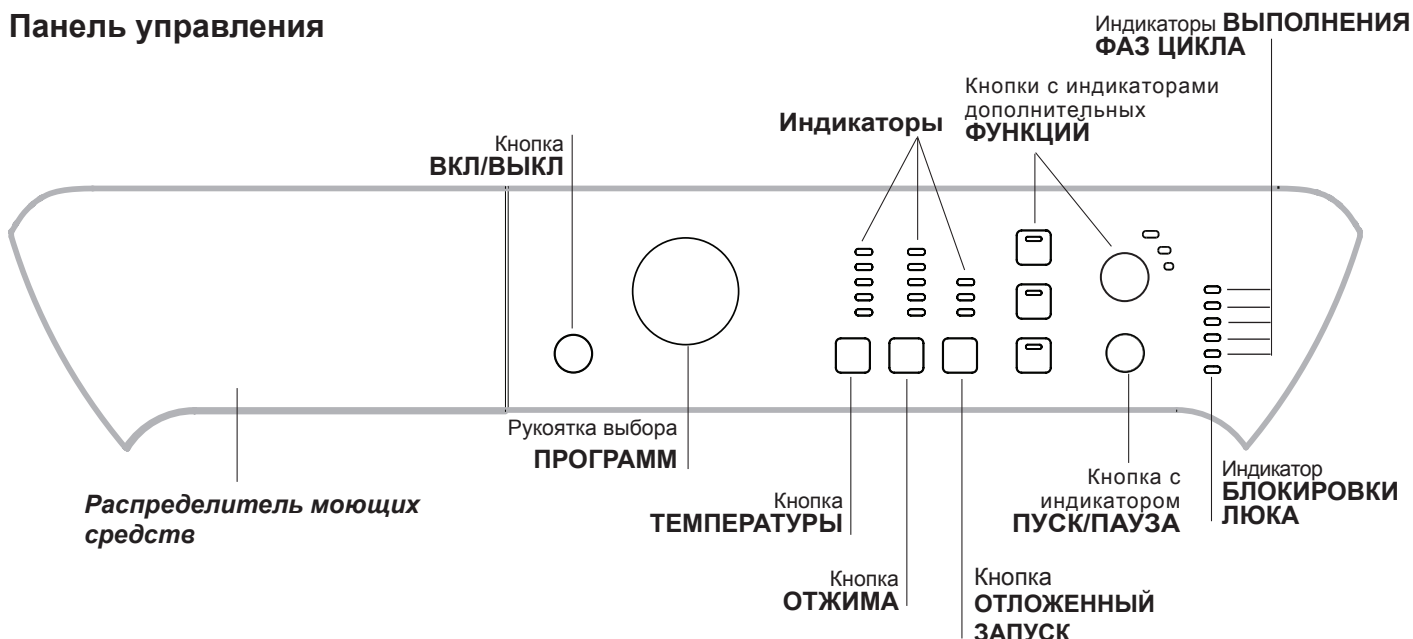 Панель управления
Индикаторы ВЫПОЛНЕНИЯ
ФАЗ ЦИКЛА
Кнопки с индикаторами
дополнительных
ФУНКЦИЙ
Индикаторы
Кнопка
ВКЛ/ВЫКЛ
Рукоятка выбора
ПРОГРАММ
Распределитель моющих
средств
Кнопка
ТЕМПЕРАТУРЫ
Кнопка с
индикатором
ПУСК/ПАУЗА
Индикатор
БЛОКИРОВКИ
ЛЮКА
Кнопка
ОТЖИМА
Кнопка
ОТЛОЖЕННЫЙ
ЗАПУСК